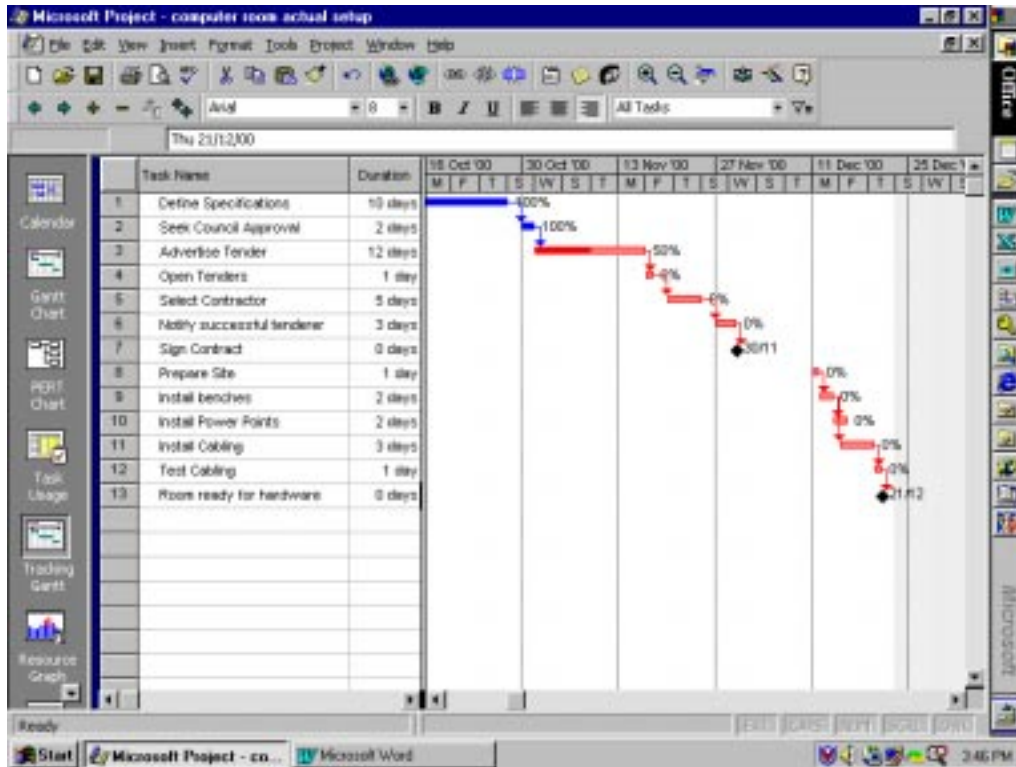 Microsoft Project - computer room actual setup
File Edit View Insert Format Tools Project Window Help
Arial 8 B I U All Tasks
Thu 21/12/00
Office
Calendar
Gantt Chart
PERT Chart
Task Usage
Tracking Gantt
Resource Graph
Task Name Duration 16 Oct '00 30 Oct '00 13 Nov '00 27 Nov '00 11 Dec '00 25 Dec
M F T S W S T M F T S W S T M F T S W S
1 Define Specifications 10 days 100%
2 Seek Council Approval 2 days 100%
3 Advertise Tender 12 days 50%
4 Open Tenders 1 day 0%
5 Select Contractor 5 days 0%
6 Notify successful tenderer 3 days 0%
7 Sign Contract 0 days 30/11
8 Prepare Site 1 day 0%
9 Install benches 2 days 0%
10 Install Power Points 2 days 0%
11 Install Cabling 3 days 0%
12 Test Cabling 1 day 0%
13 Room ready for hardware 0 days 21/12
Microsoft
Ready EXT CAPS NUM SCRL OVR
Start Microsoft Project - co... Microsoft Word 3:46 PM